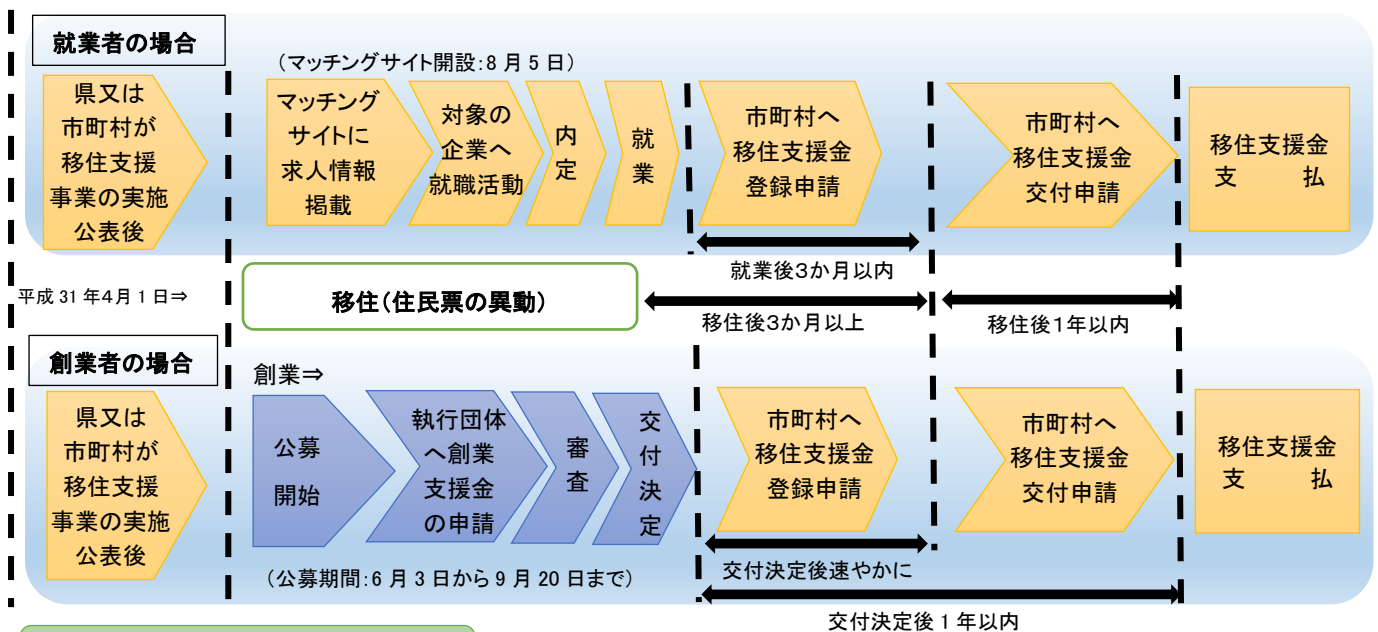 就業者の場合
(マッチングサイト開設:8月5日)
県又は
市町村が
移住支援
事業の実施
公表後
マッチング
サイトに
求人情報
掲載
対象の
企業へ
就職活動
内
定
就
業
市町村へ
移住支援金
登録申請
市町村へ
移住支援金
交付申請
移住支援金
支 払
就業後3か月以内
平成31年4月1日⇒
移住(住民票の異動)
移住後3か月以上
移住後1年以内
創業者の場合
創業⇒
県又は
市町村が
移住支援
事業の実施
公表後
公募
開始
執行団体
へ創業
支援金
の申請
審
査
交
付
決
定
市町村へ
移住支援金
登録申請
市町村へ
移住支援金
交付申請
移住支援金
支 払
(公募期間:6月3日から9月20日まで)
交付決定後速やかに
交付決定後1年以内